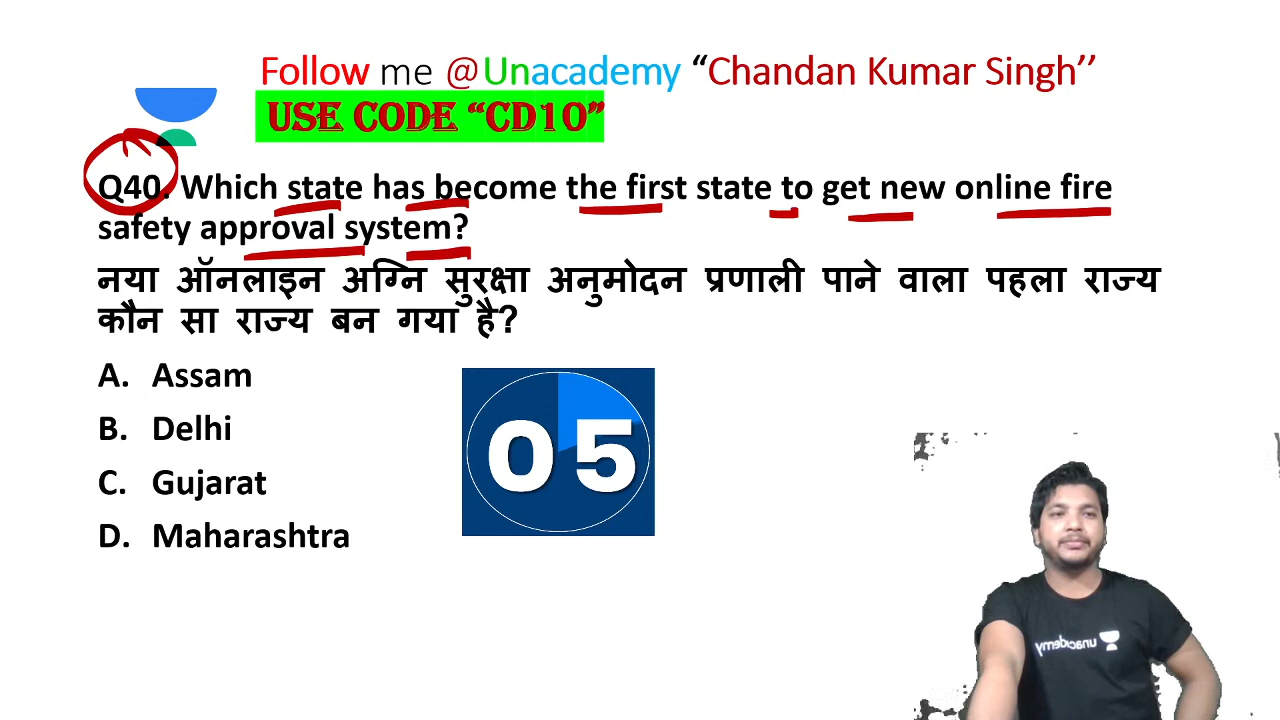 Follow me @Unacademy “Chandan Kumar Singh’’
USE CODE “CD10”
Q40. Which state has become the first state to get new online fire
safety approval system?
नया ऑनलाइन अग्नि सुरक्षा अनुमोदन प्रणाली पाने वाला पहला राज्य
कौन सा राज्य बन गया है?
A. Assam
B. Delhi
C. Gujarat
D. Maharashtra
05
unacademy